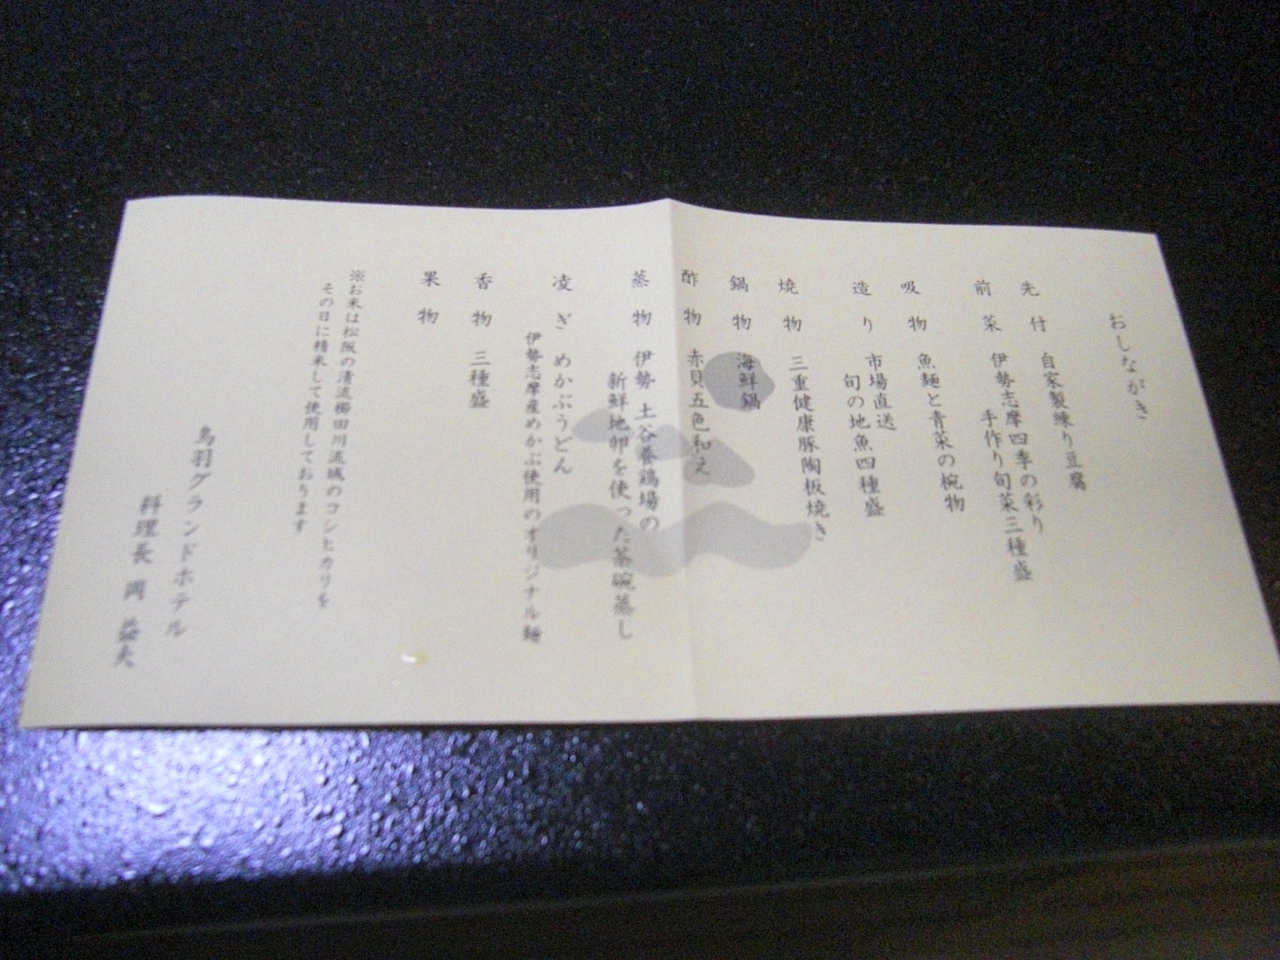 おしながき
先付 自家製練り豆腐
前菜 伊勢志摩四季の彩り
手作り旬菜三種盛
吸物 魚麺と青菜の椀物
造り 市場直送
旬の地魚四種盛
焼物 三重健康豚陶板焼き
鍋物 海鮮鍋
酢物 赤貝五色和え
蒸物 伊勢 土谷養鶏場の
新鮮地卵を使った茶碗蒸し
凌ぎ めかぶうどん
伊勢志摩産めかぶ使用のオリジナル麺
香物 三種盛
果物
※お米は松阪の清流櫛田川流域のコシヒカリを
その日に精米して使用しております
鳥羽グランドホテル
料理長 岡 益夫